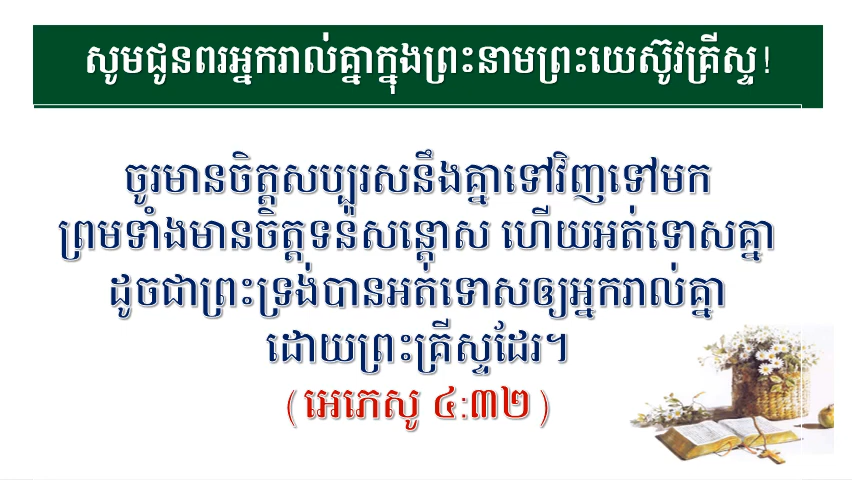 សូមជូនពរអ្នករាល់គ្នាក្នុងព្រះនាមព្រះយេស៊ូវគ្រីស្ទ!
ចូរមានចិត្តសប្បុរសនឹងគ្នាទៅវិញទៅមក
ព្រមទាំងមានចិត្តទន់សន្តោស ហើយអត់ទោសគ្នា
ដូចជាព្រះទ្រង់បានអត់ទោសឲ្យអ្នករាល់គ្នា
ដោយព្រះគ្រីស្ទដែរ។
(អេភេសូ ៤:៣២)